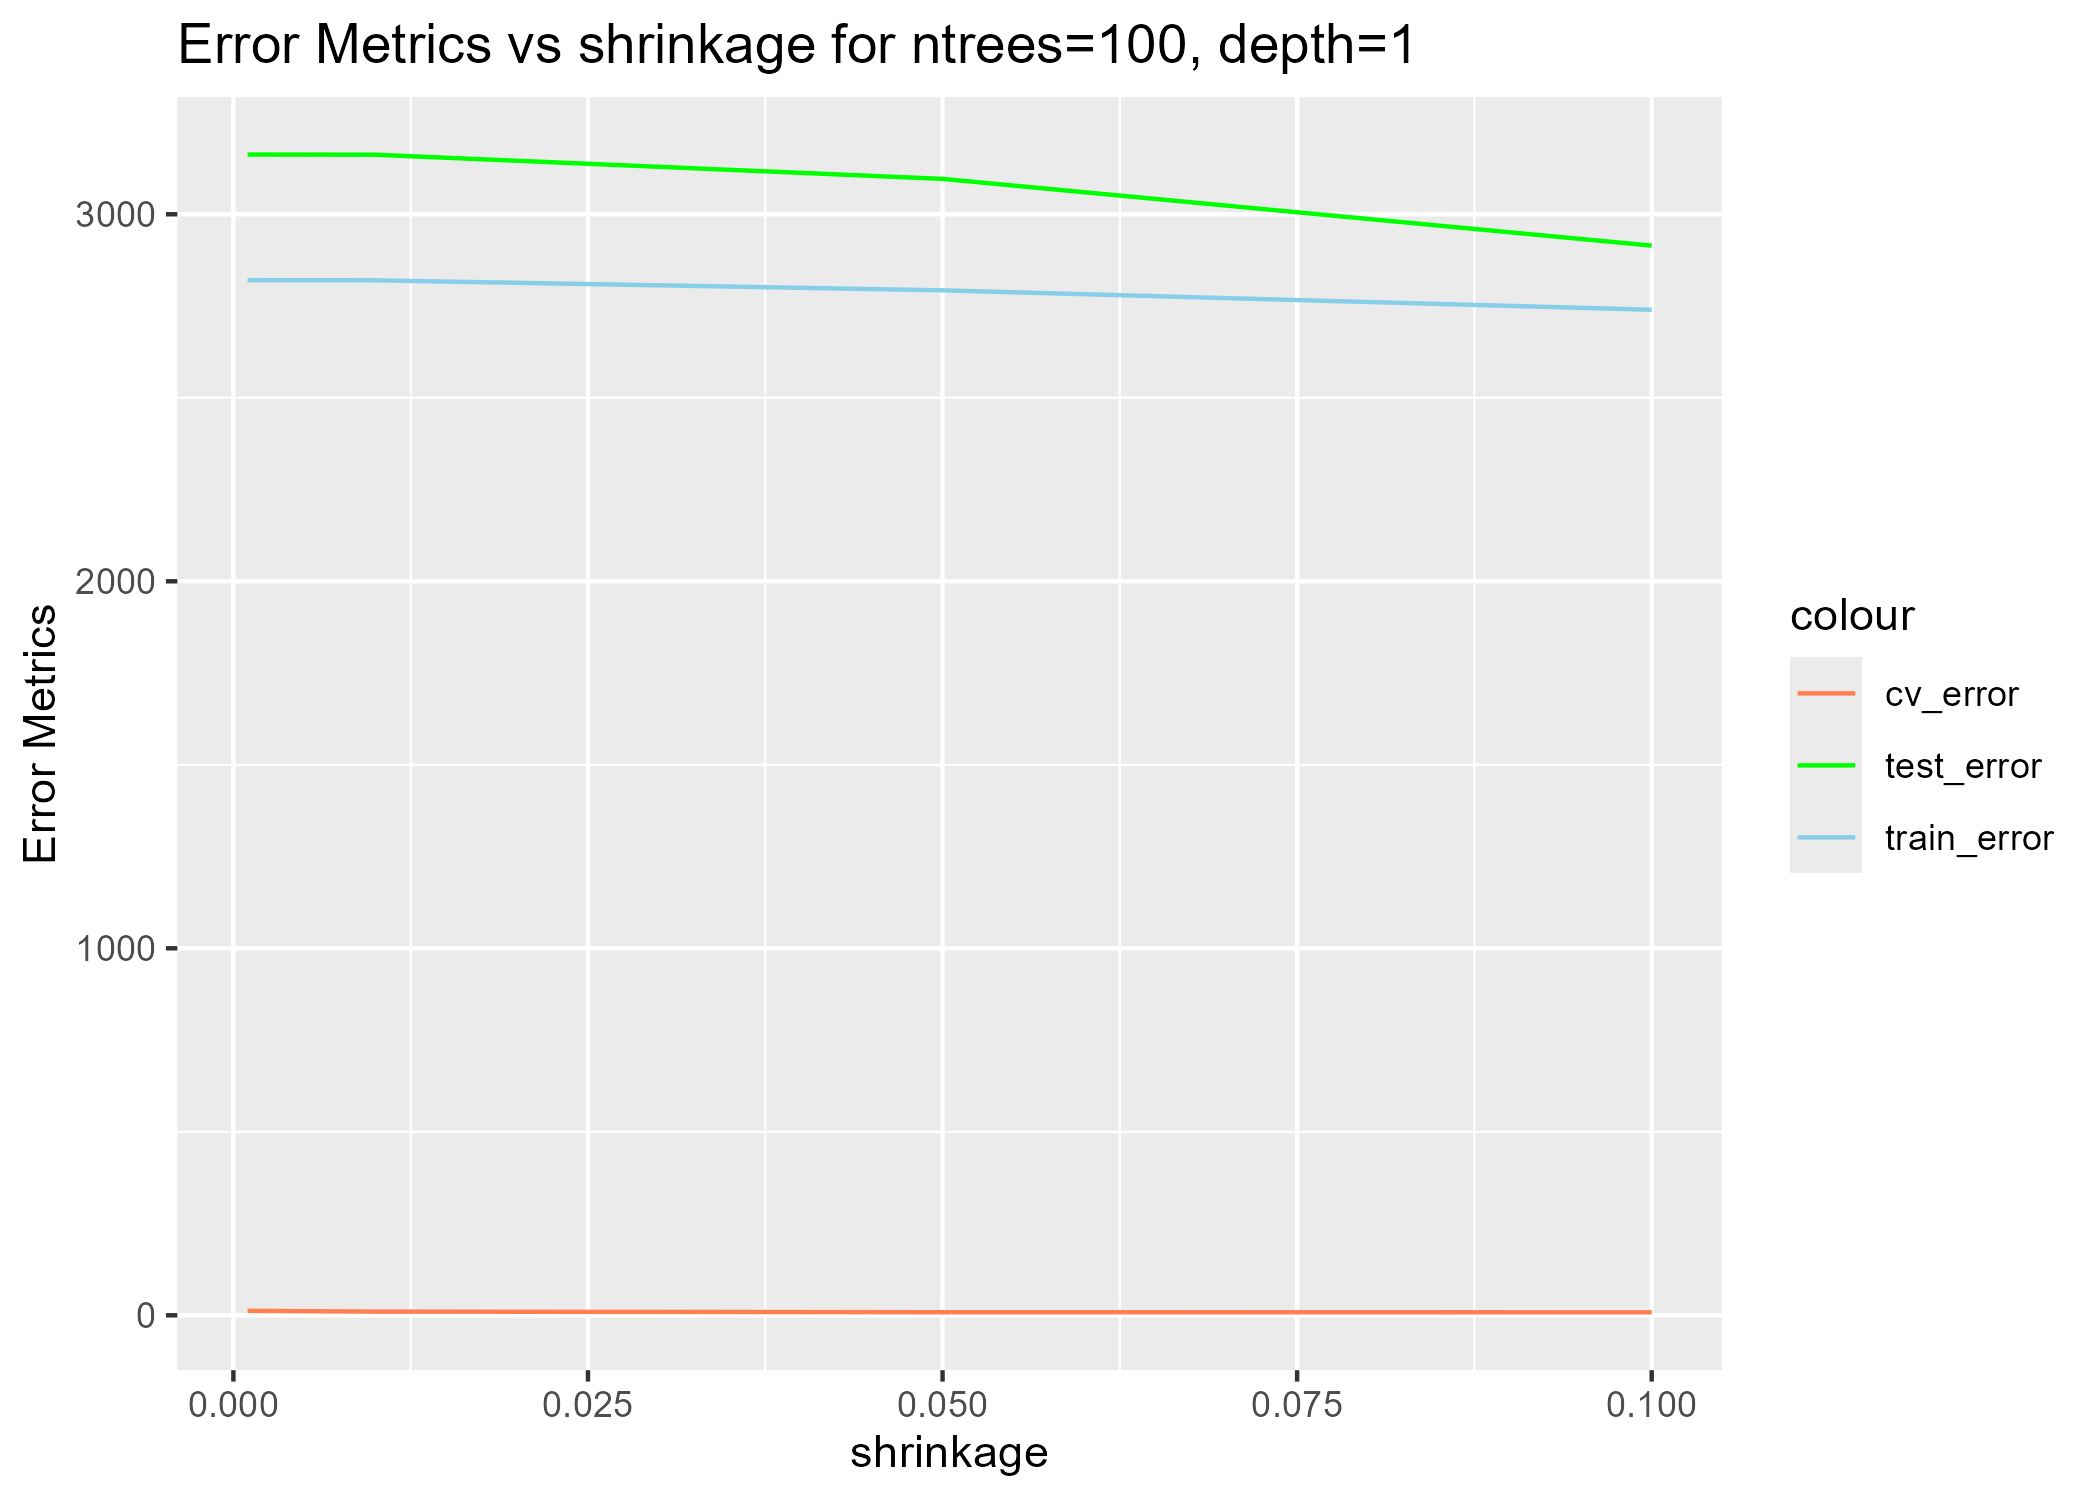 Error Metrics vs shrinkage for ntrees=100, depth=1
Error Metrics
3000
2000
1000
0
0.000 0.025 0.050 0.075 0.100
shrinkage
colour
cv_error
test_error
train_error